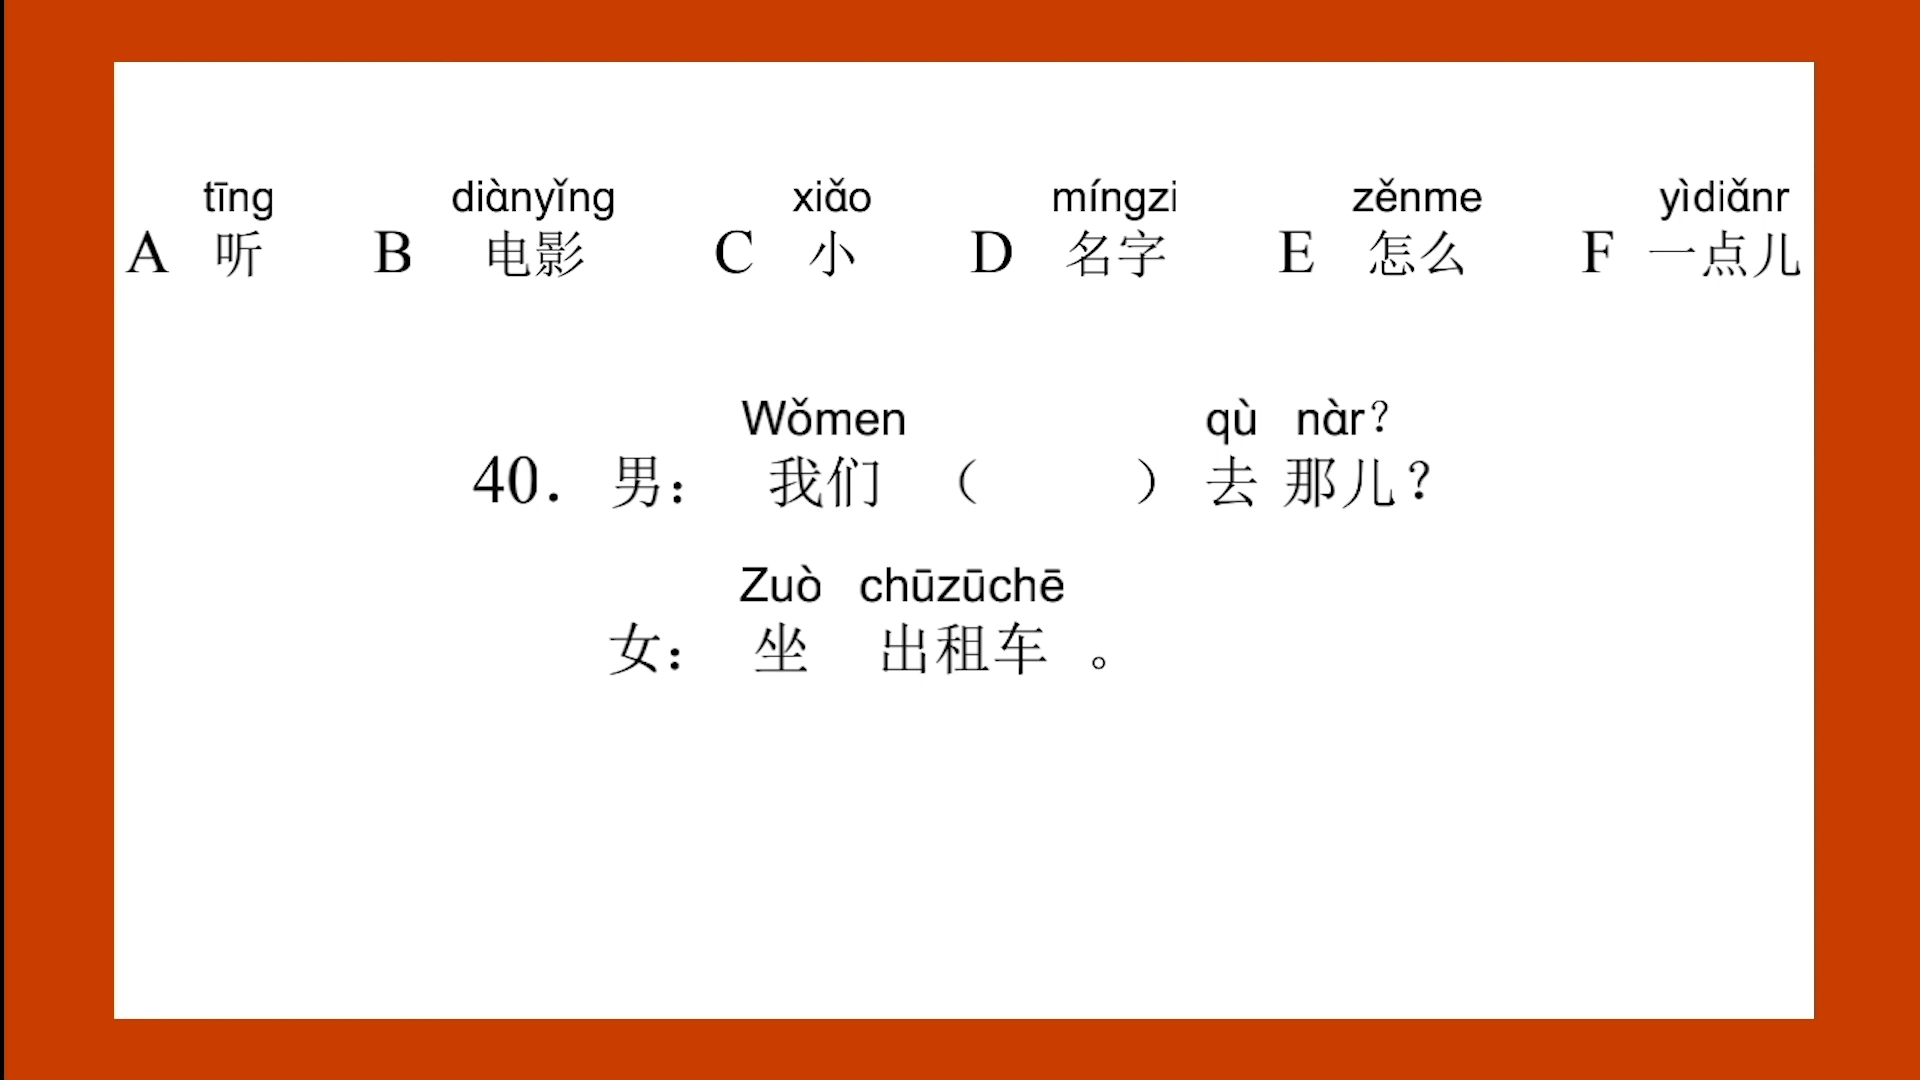 tīng diànyǐng xiǎo míngzi zěnme yìdiǎnr
A 听 B 电影 C 小 D 名字 E 怎么 F 一点儿
Wǒmen qù nàr?
40. 男: 我们 ( ) 去 那儿?
Zuò chūzūchē
女: 坐 出租车 。